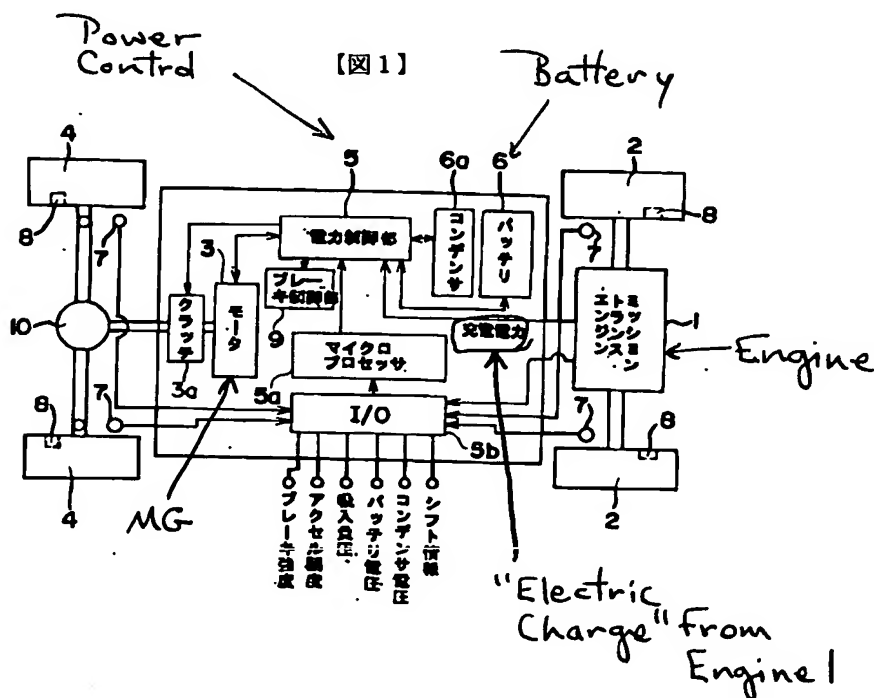 Power
Control
【図1】
Battery
4
5
6a
6
2
8
7
3
電力制御部
コンデンサ
バッテリ
8
7
10
クラッチ
モータ
ブレー
キ制御部
9
充電電力
エンジン
トランス
ミッション
1
Engine
3a
マイクロ
プロセッサ
5a
8
7
I/O
5b
7
8
4
2
MG
ブレーキ強度
アクセル開度
吸入負圧
バッテリ電圧
コンデンサ電圧
シフト情報
"Electric
Charge" From
Engine 1